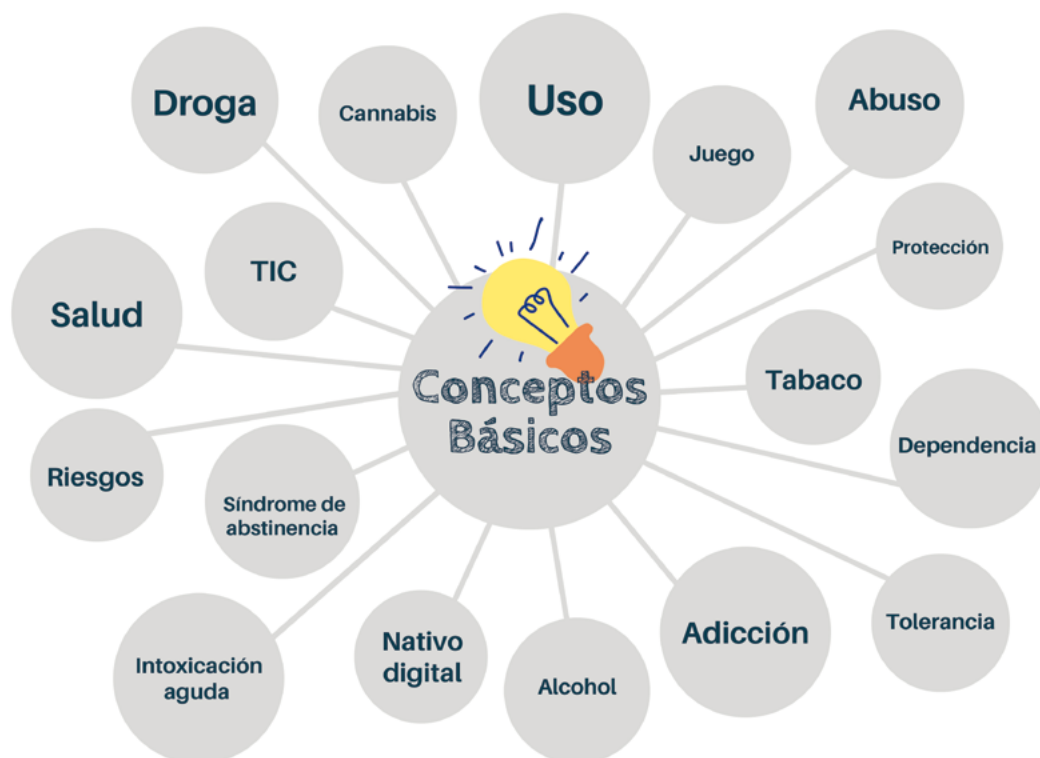 Droga
Cannabis
Uso
Juego
Abuso
Protección
TIC
Salud
Conceptos
Básicos
Tabaco
Dependencia
Riesgos
Síndrome de
abstinencia
Intoxicación
aguda
Nativo
digital
Alcohol
Adicción
Tolerancia